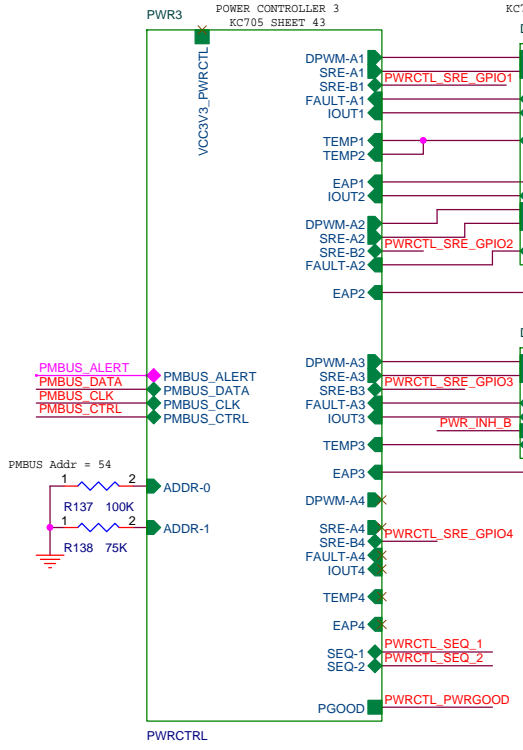 POWER CONTROLLER 3
KC705 SHEET 43
PWR3
VCC3V3_PWRCTL
DPWM-A1
SRE-A1
SRE-B1 PWRCTL_SRE_GPIO1
FAULT-A1
IOUT1
TEMP1
TEMP2
EAP1
IOUT2
DPWM-A2
SRE-A2
SRE-B2 PWRCTL_SRE_GPIO2
FAULT-A2
EAP2
DPWM-A3
PMBUS_ALERT PMBUS_ALERT SRE-A3
PMBUS_DATA PMBUS_DATA SRE-B3 PWRCTL_SRE_GPIO3
PMBUS_CLK PMBUS_CLK FAULT-A3
PMBUS_CTRL PMBUS_CTRL IOUT3
PWR_INH_B
TEMP3
PMBUS Addr = 54
EAP3
1 2 ADDR-0
R137 100K
DPWM-A4
1 2 ADDR-1 SRE-A4
R138 75K
SRE-B4 PWRCTL_SRE_GPIO4
FAULT-A4
IOUT4
TEMP4
EAP4
SEQ-1 PWRCTL_SEQ_1
SEQ-2 PWRCTL_SEQ_2
PGOOD PWRCTL_PWRGOOD
PWRCTRL